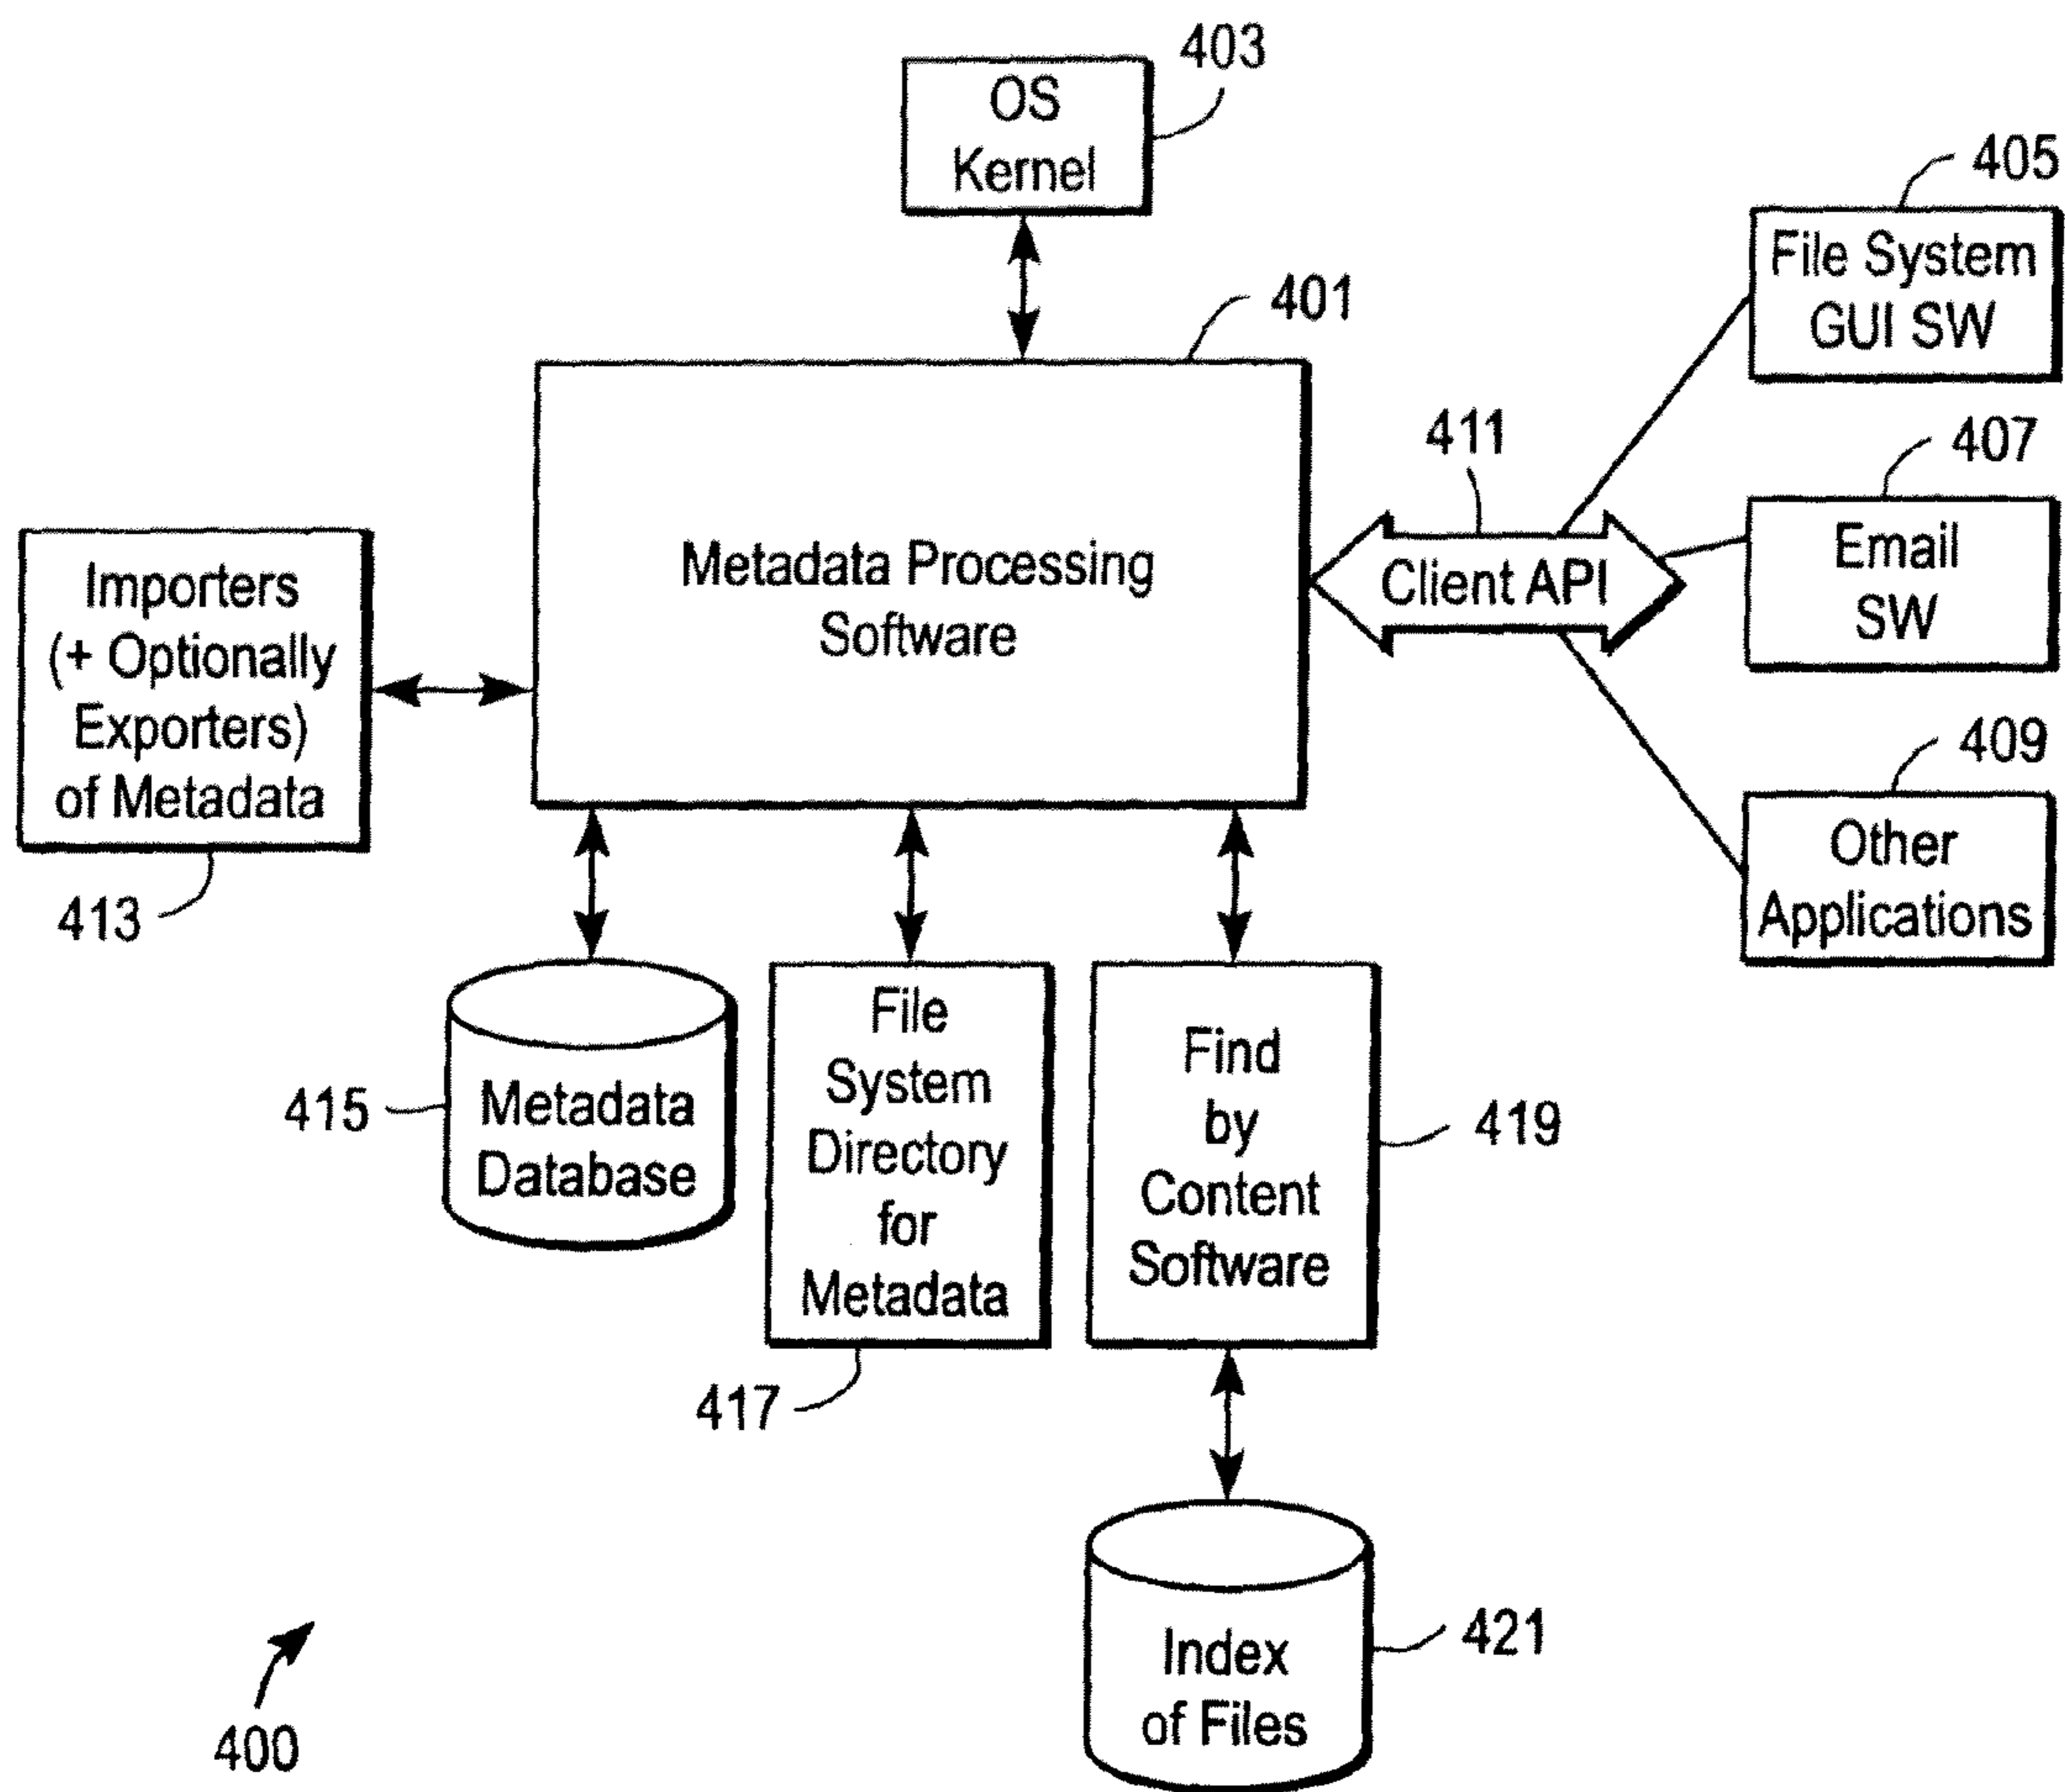 403
OS
Kernel
405
File System
GUI SW
401
411
407
Metadata Processing
Software
Client API
Email
SW
Importers
(+ Optionally
Exporters)
of Metadata
413
409
Other
Applications
415
Metadata
Database
File
System
Directory
for
Metadata
417
Find
by
Content
Software
419
Index
of Files
421
400